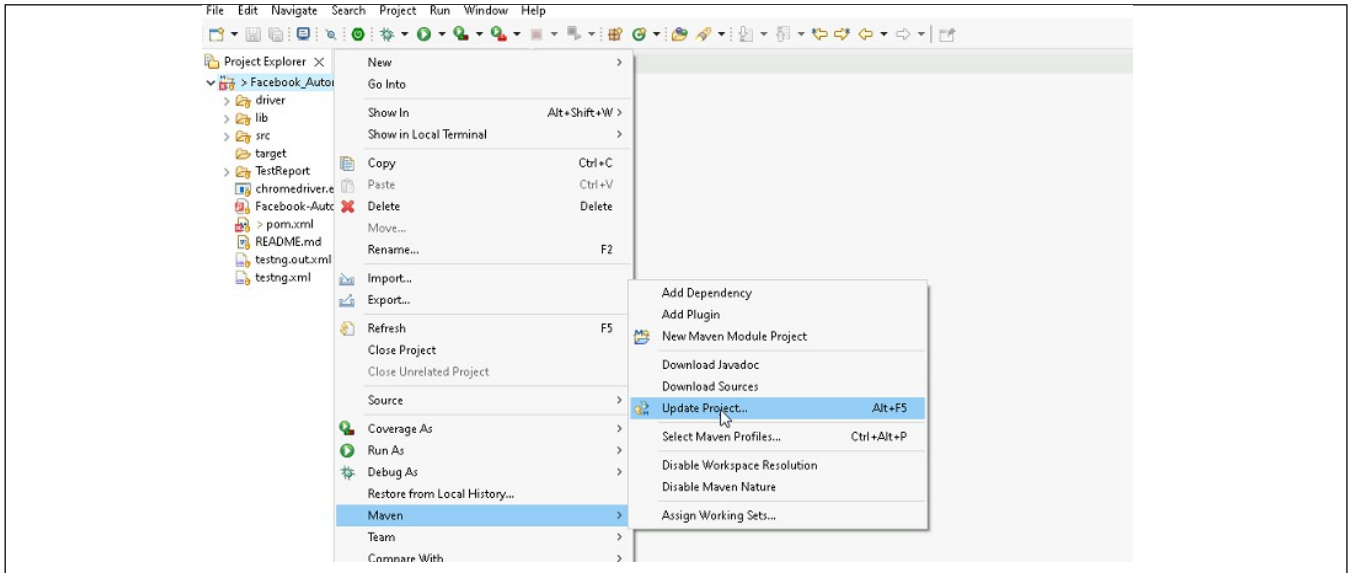 File Edit Navigate Search Project Run Window Help
Project Explorer
> Facebook_Autor
driver
lib
src
target
TestReport
chromedriver.e
Facebook-Auto
> pom.xml
README.md
testng.out.xml
testng.xml
New
Go Into
Show In Alt+Shift+W >
Show in Local Terminal
Copy Ctrl+C
Paste Ctrl+V
Delete Delete
Move...
Rename... F2
Import...
Export...
Refresh F5
Close Project
Close Unrelated Project
Source
Coverage As
Run As
Debug As
Restore from Local History...
Maven
Team
Compare With
Add Dependency
Add Plugin
New Maven Module Project
Download Javadoc
Download Sources
Update Project... Alt+F5
Select Maven Profiles... Ctrl+Alt+P
Disable Workspace Resolution
Disable Maven Nature
Assign Working Sets...